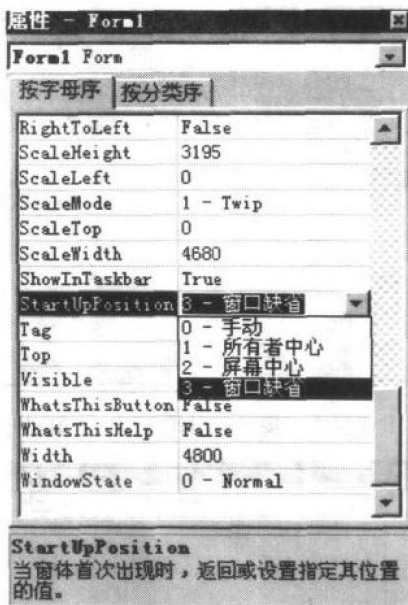 属性 - Form1
Form1 Form
按字母序 按分类序
RightToLeft False
ScaleHeight 3195
ScaleLeft 0
ScaleMode 1 - Twip
ScaleTop 0
ScaleWidth 4680
ShowInTaskbar True
StartUpPosition 3 - 窗口缺省
Tag
0 - 手动
Top
1 - 所有者中心
2 - 屏幕中心
Visible
3 - 窗口缺省
WhatsThisButton False
WhatsThisHelp False
Width 4800
WindowState 0 - Normal
StartUpPosition
当窗体首次出现时，返回或设置指定其位置
的值。